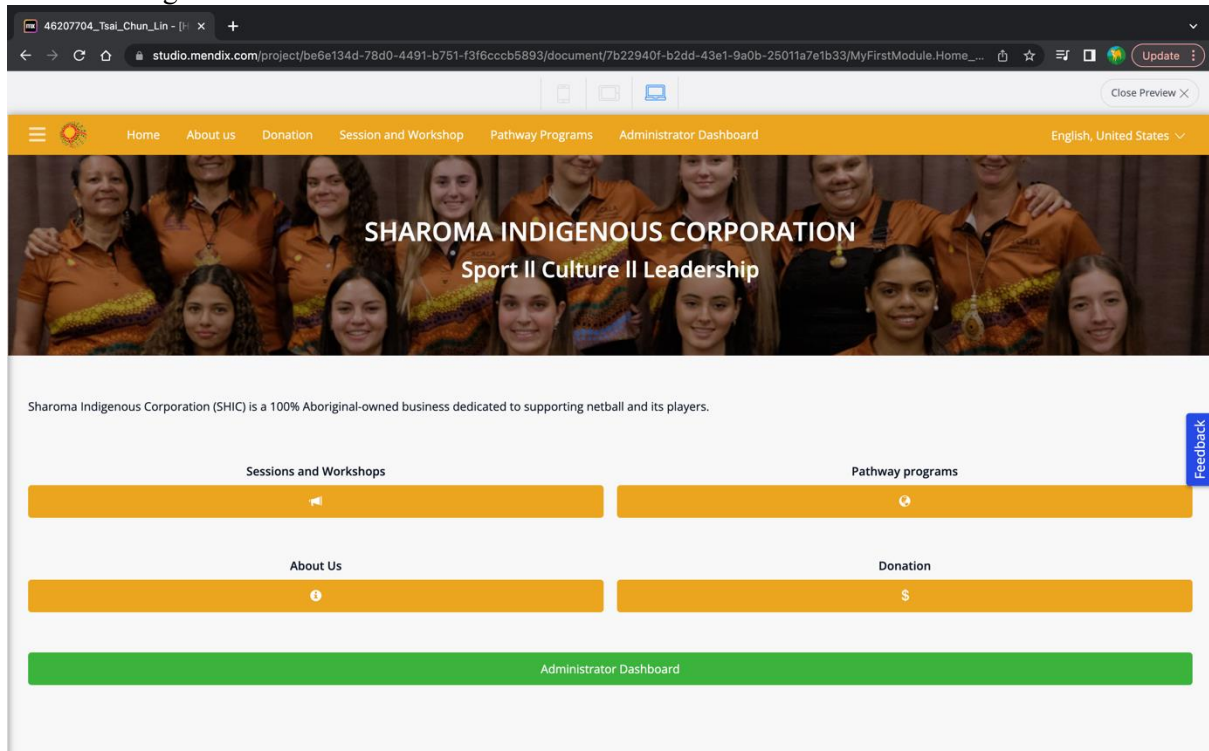 46207704_Tsai_Chun_Lin - [H
studio.mendix.com/project/be6e134d-78d0-4491-b751-f3f6cccb5893/document/7b22940f-b2dd-43e1-9a0b-25011a7e1b33/MyFirstModule.Home_...
Update
Close Preview
Home About us Donation Session and Workshop Pathway Programs Administrator Dashboard English, United States
SHAROMA INDIGENOUS CORPORATION
Sport ll Culture ll Leadership
Sharoma Indigenous Corporation (SHIC) is a 100% Aboriginal-owned business dedicated to supporting netball and its players.
Feedback
Sessions and Workshops Pathway programs
About Us Donation
$
Administrator Dashboard